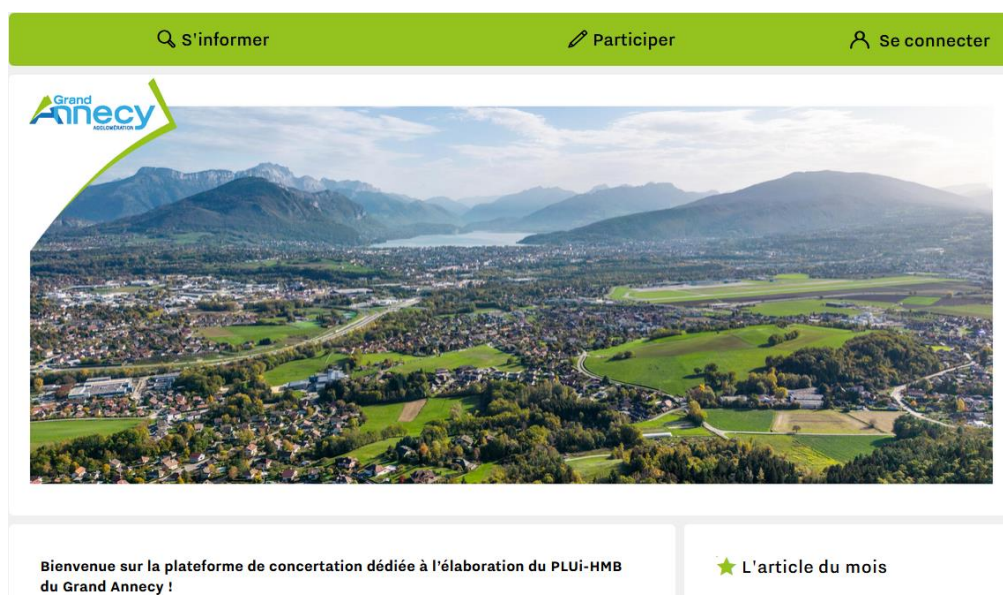 S'informer
Participer
Se connecter
Grand
Annecy
AGGLOMÉRATION
Bienvenue sur la plateforme de concertation dédiée à l'élaboration du PLUi-HMB
du Grand Annecy !
L'article du mois